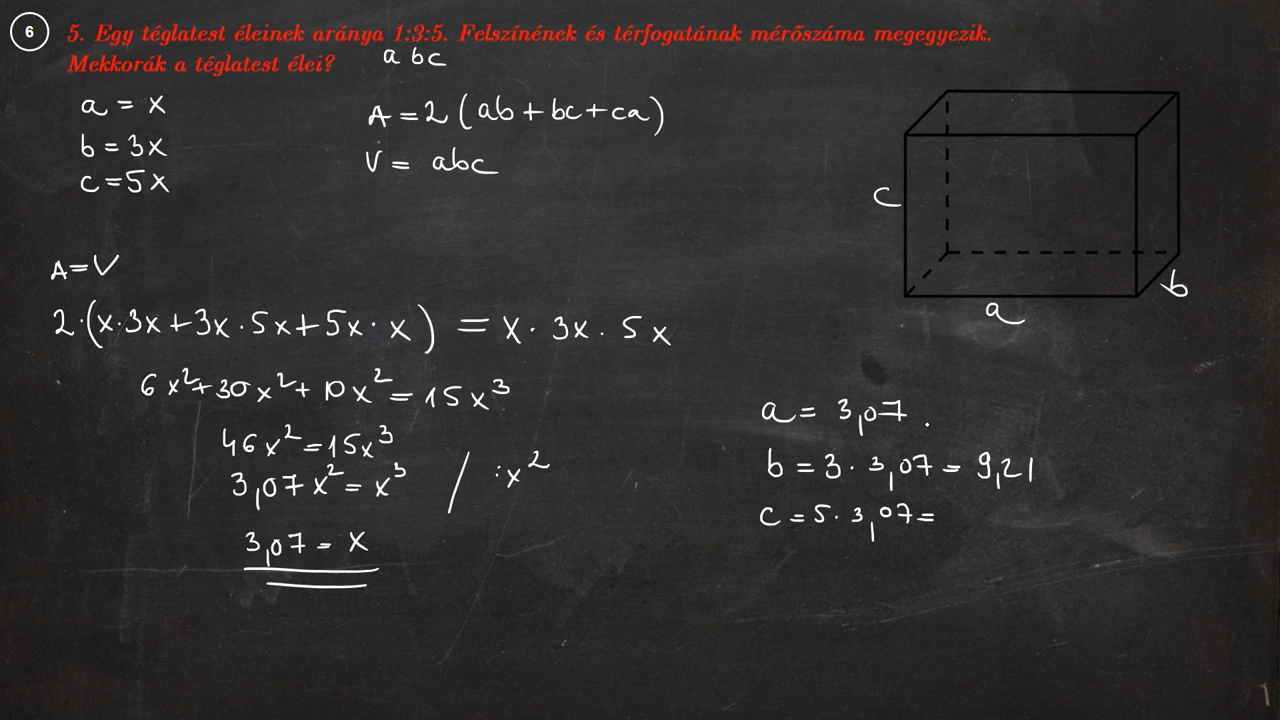 6
5. Egy téglatest éleinek aránya 1:3:5. Felszínének és térfogatának mérőszáma megegyezik.
a b c
Mekkorák a téglatest élei?
a = x
b = 3x
c = 5x
A = 2 (ab + bc + ca)
V = abc
c
b
a
A = V
2·(x·3x + 3x·5x + 5x·x) = x·3x·5x
6x² + 30x² + 10x² = 15x³
46x² = 15x³
3,07x² = x³ / :x²
3,07 = x
a = 3,07.
b = 3·3,07 = 9,21
c = 5·3,07 =